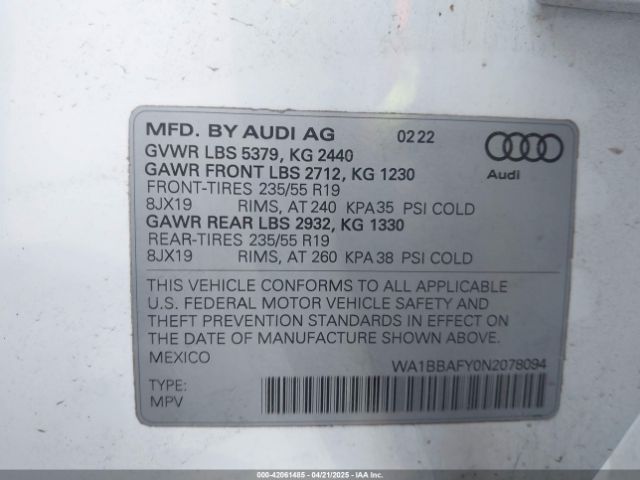 MFD. BY AUDI AG 02 22
GVWR LBS 5379, KG 2440
GAWR FRONT LBS 2712, KG 1230
FRONT-TIRES 235/55 R19
8JX19 RIMS, AT 240 KPA 35 PSI COLD
GAWR REAR LBS 2932, KG 1330
REAR-TIRES 235/55 R19
8JX19 RIMS, AT 260 KPA 38 PSI COLD
Audi
THIS VEHICLE CONFORMS TO ALL APPLICABLE
U.S. FEDERAL MOTOR VEHICLE SAFETY AND
THEFT PREVENTION STANDARDS IN EFFECT ON
THE DATE OF MANUFACTURE SHOWN ABOVE.
MEXICO
WA1BBAFY0N2078094
TYPE:
MPV
000-42061485 - 04/21/2025 - IAAI.COM